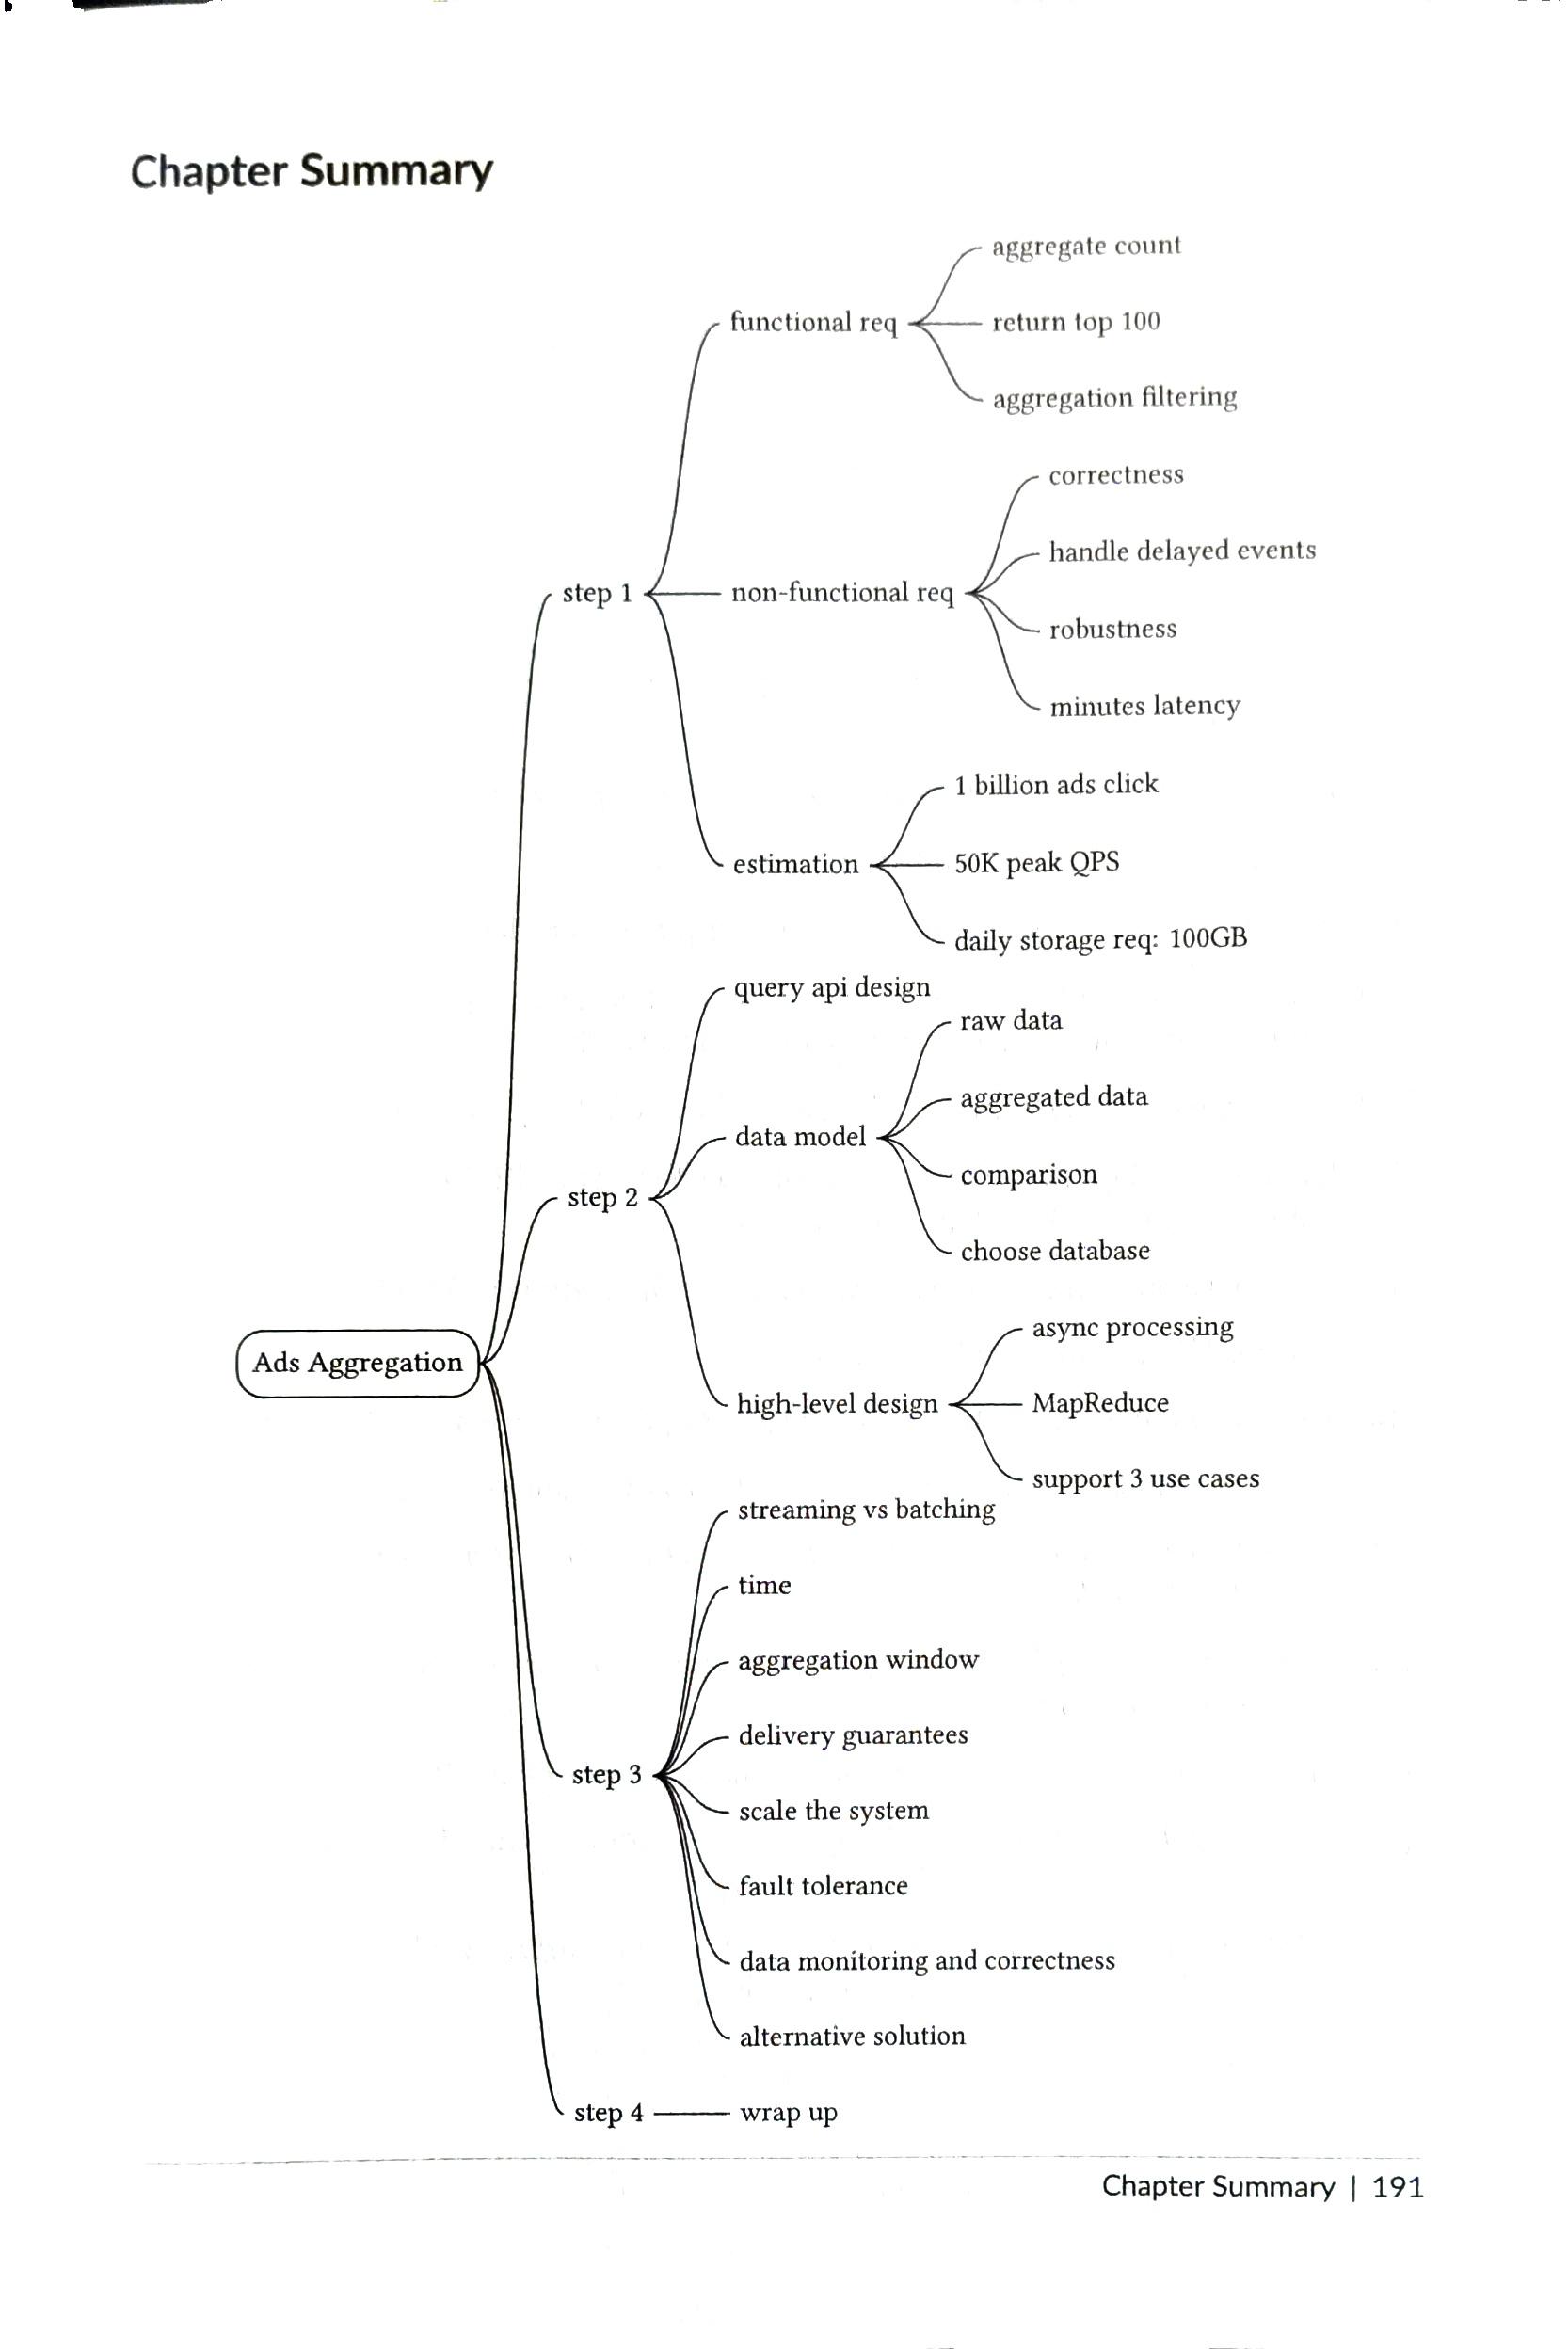 Chapter Summary
aggregate count
functional req
return top 100
aggregation filtering
correctness
handle delayed events
step 1
non-functional req
robustness
minutes latency
1 billion ads click
estimation
50K peak QPS
daily storage req: 100GB
query api design
raw data
aggregated data
data model
comparison
step 2
choose database
async processing
Ads Aggregation
high-level design
MapReduce
support 3 use cases
streaming vs batching
time
aggregation window
delivery guarantees
step 3
scale the system
fault tolerance
data monitoring and correctness
alternative solution
step 4
wrap up
Chapter Summary | 191